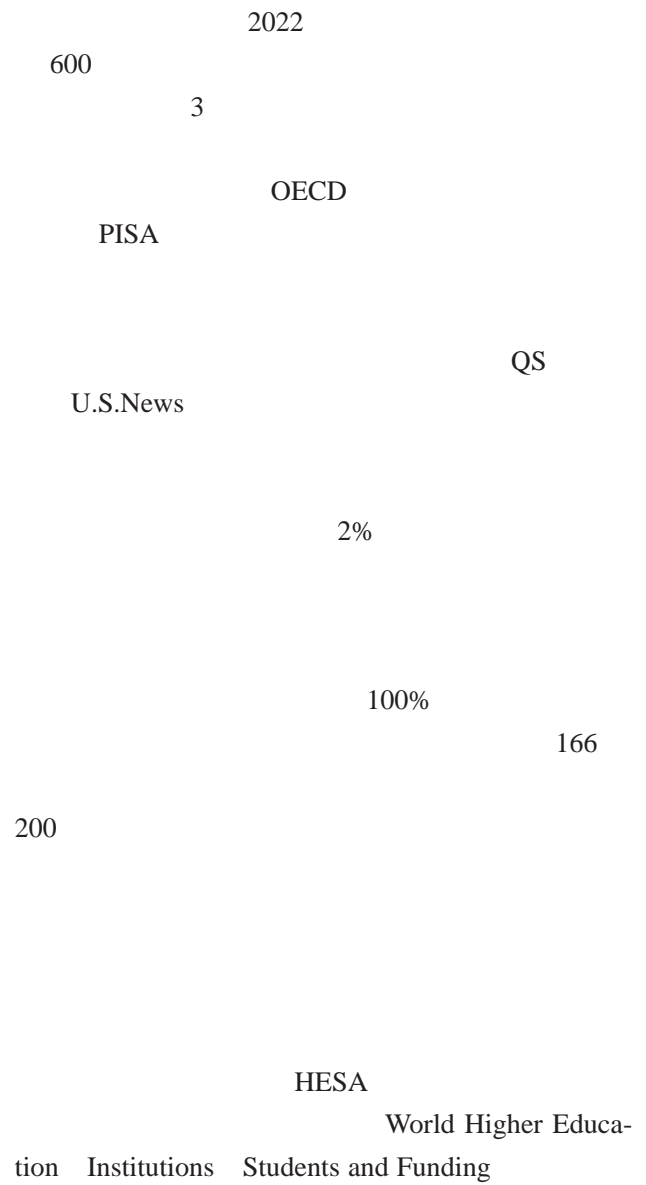 2022
600
3
OECD
PISA
QS
U.S.News
2%
100%
166
200
HESA
World Higher Educa-
tion Institutions Students and Funding